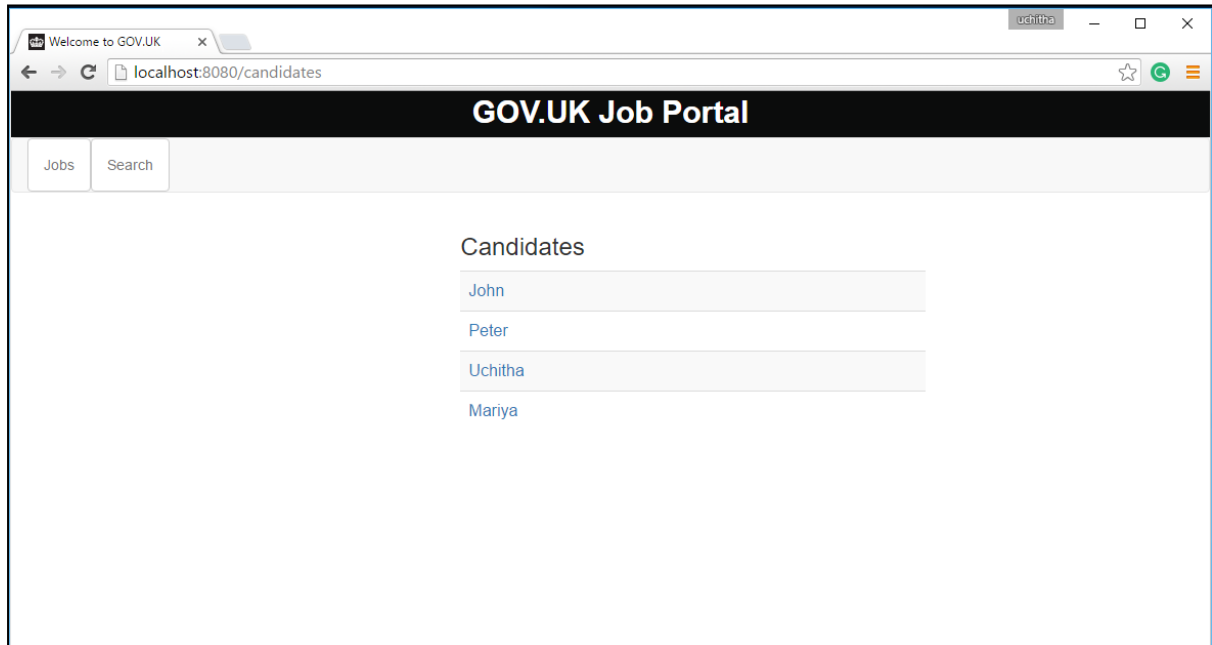 uchitha
Welcome to GOV.UK
localhost:8080/candidates
GOV.UK Job Portal
Jobs Search
Candidates
John
Peter
Uchitha
Mariya